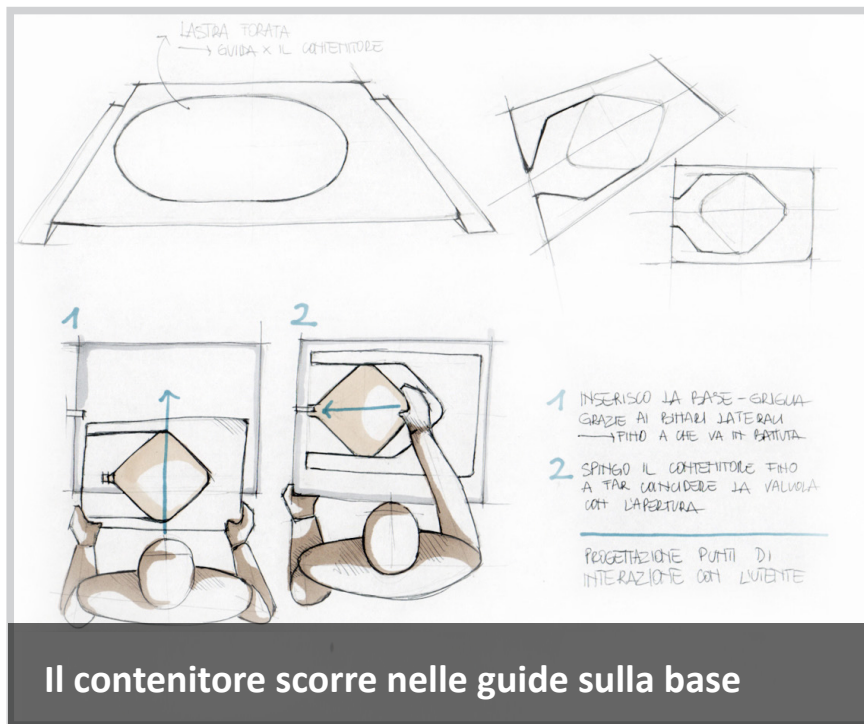 LASTRA FORATA
→ GUIDA × IL CONTENITORE
1
2
1 INSERISCO LA BASE - GRIGLIA
GRAZIE AI BINARI LATERALI
→ FINO A CHE VA IN BATTUTA
2 SPINGO IL CONTENITORE FINO
A FAR COINCIDERE LA VALVOLA
CON L'APERTURA
PROGETTAZIONE PUNTI DI
INTERAZIONE CON L'UTENTE
Il contenitore scorre nelle guide sulla base